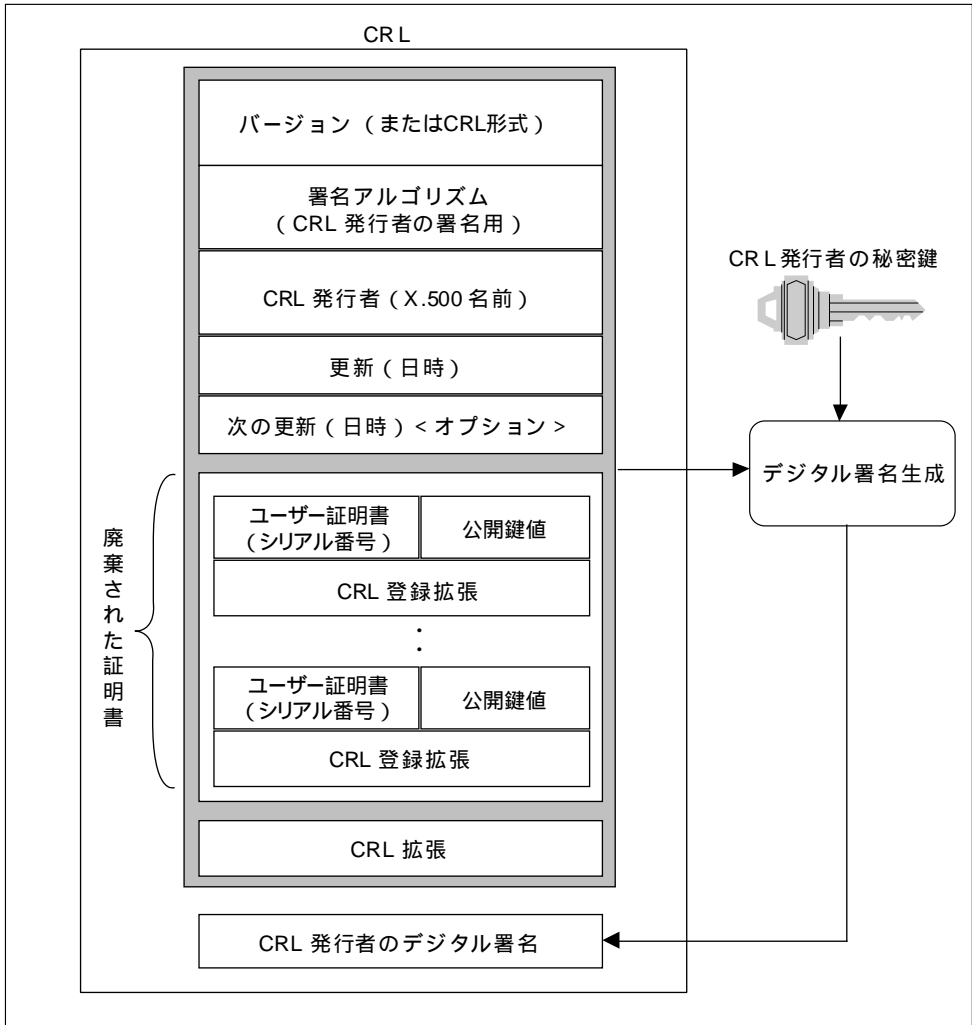 CRL
バージョン(またはCRL形式)
署名アルゴリズム
(CRL 発行者の署名用)
CRL 発行者(X.500 名前)
更新(日時)
次の更新(日時)<オプション>
廃棄された証明書
ユーザー証明書
(シリアル番号)
公開鍵値
CRL 登録拡張
:
ユーザー証明書
(シリアル番号)
公開鍵値
CRL 登録拡張
CRL 拡張
CRL 発行者のデジタル署名
CRL発行者の秘密鍵
デジタル署名生成